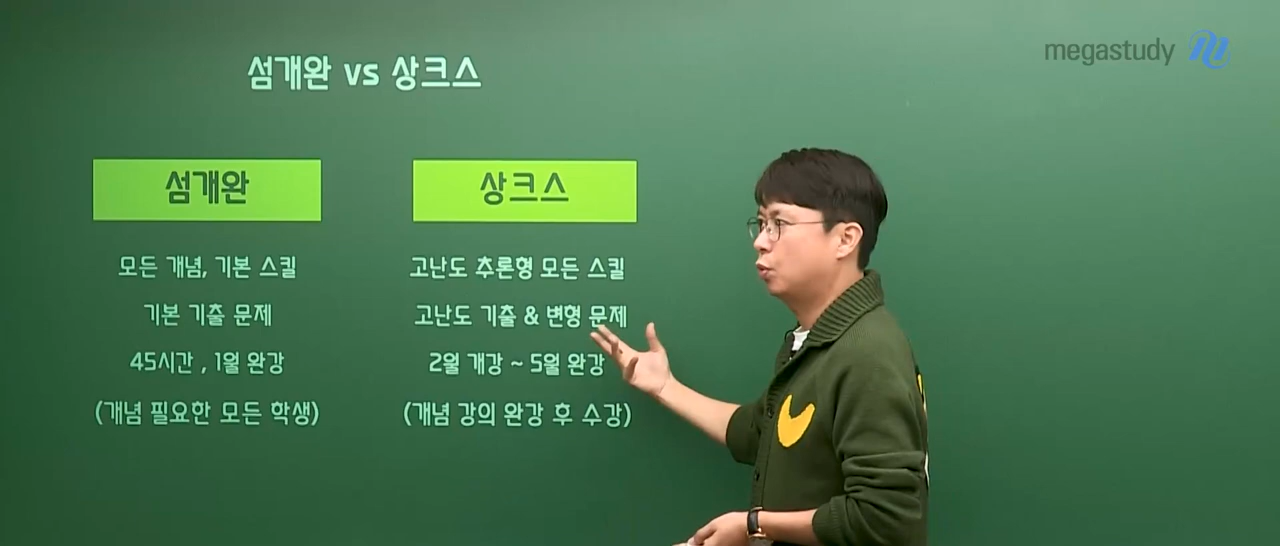 megastudy
섬개완 vs 상크스
섬개완
모든 개념, 기본 스킬
기본 기출 문제
45시간 , 1월 완강
(개념 필요한 모든 학생)
상크스
고난도 추론형 모든 스킬
고난도 기출 & 변형 문제
2월 개강 ~ 5월 완강
(개념 강의 완강 후 수강)